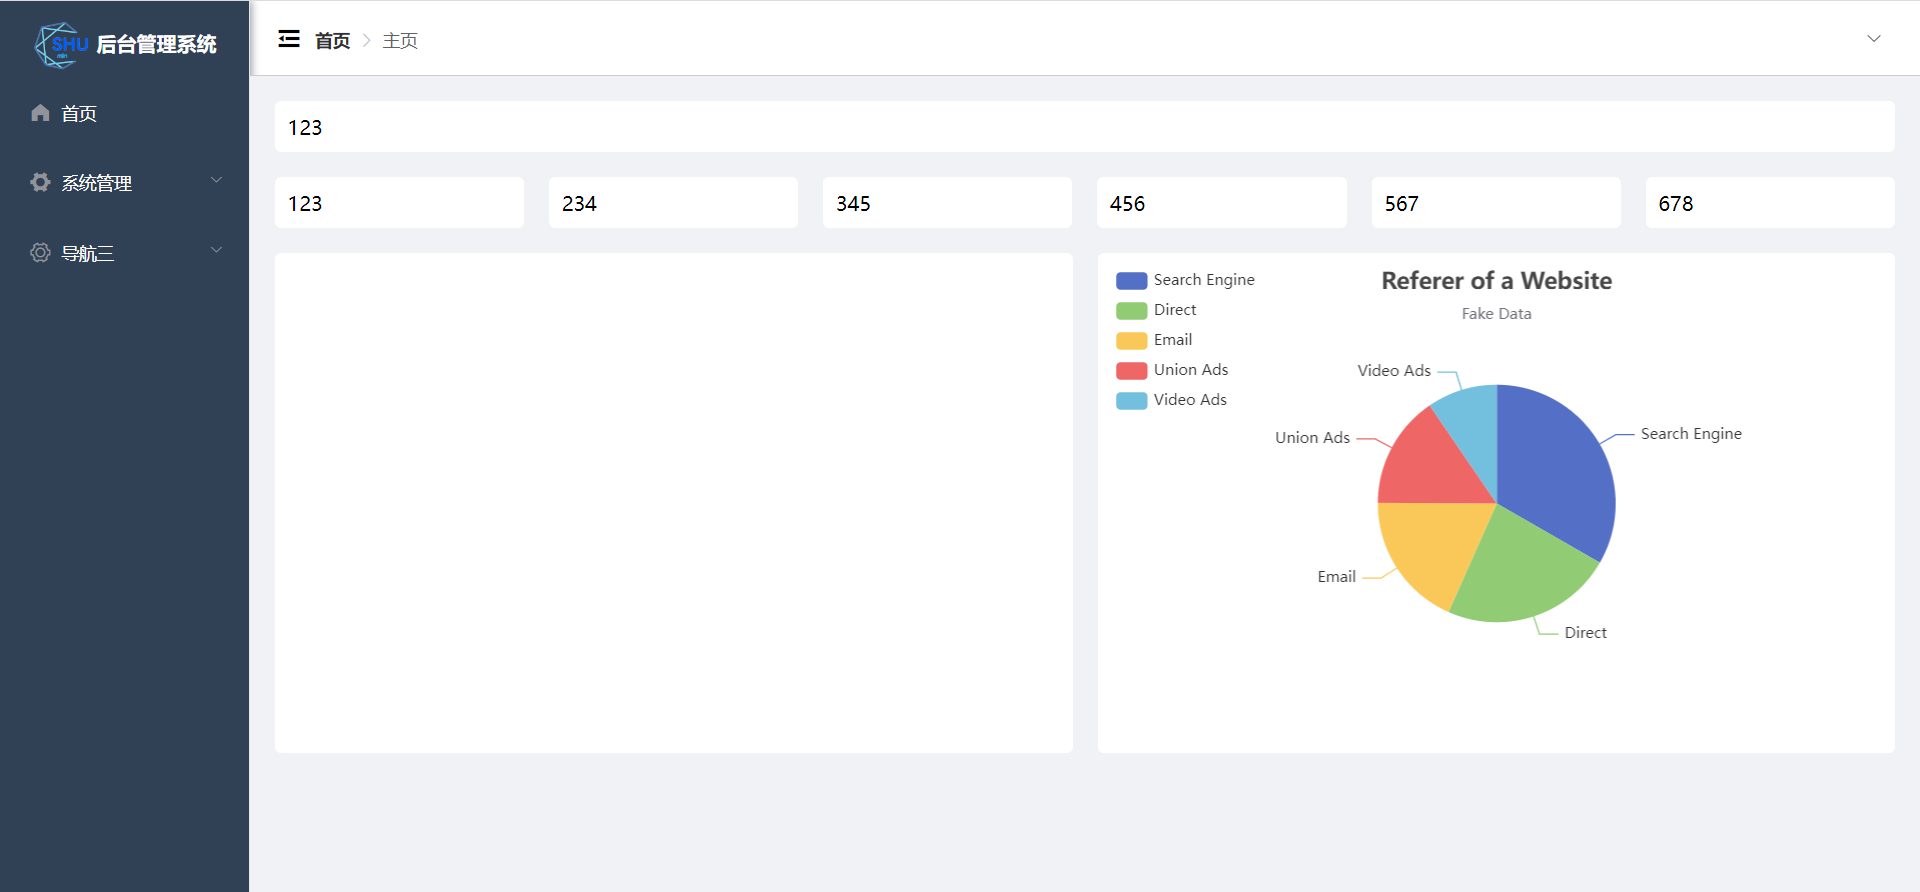 SHU
min
后台管理系统
首页
系统管理
导航三
首页 主页
123
123 234 345 456 567 678
Search Engine
Direct
Email
Union Ads
Video Ads
Referer of a Website
Fake Data
Video Ads
Search Engine
Union Ads
Email
Direct